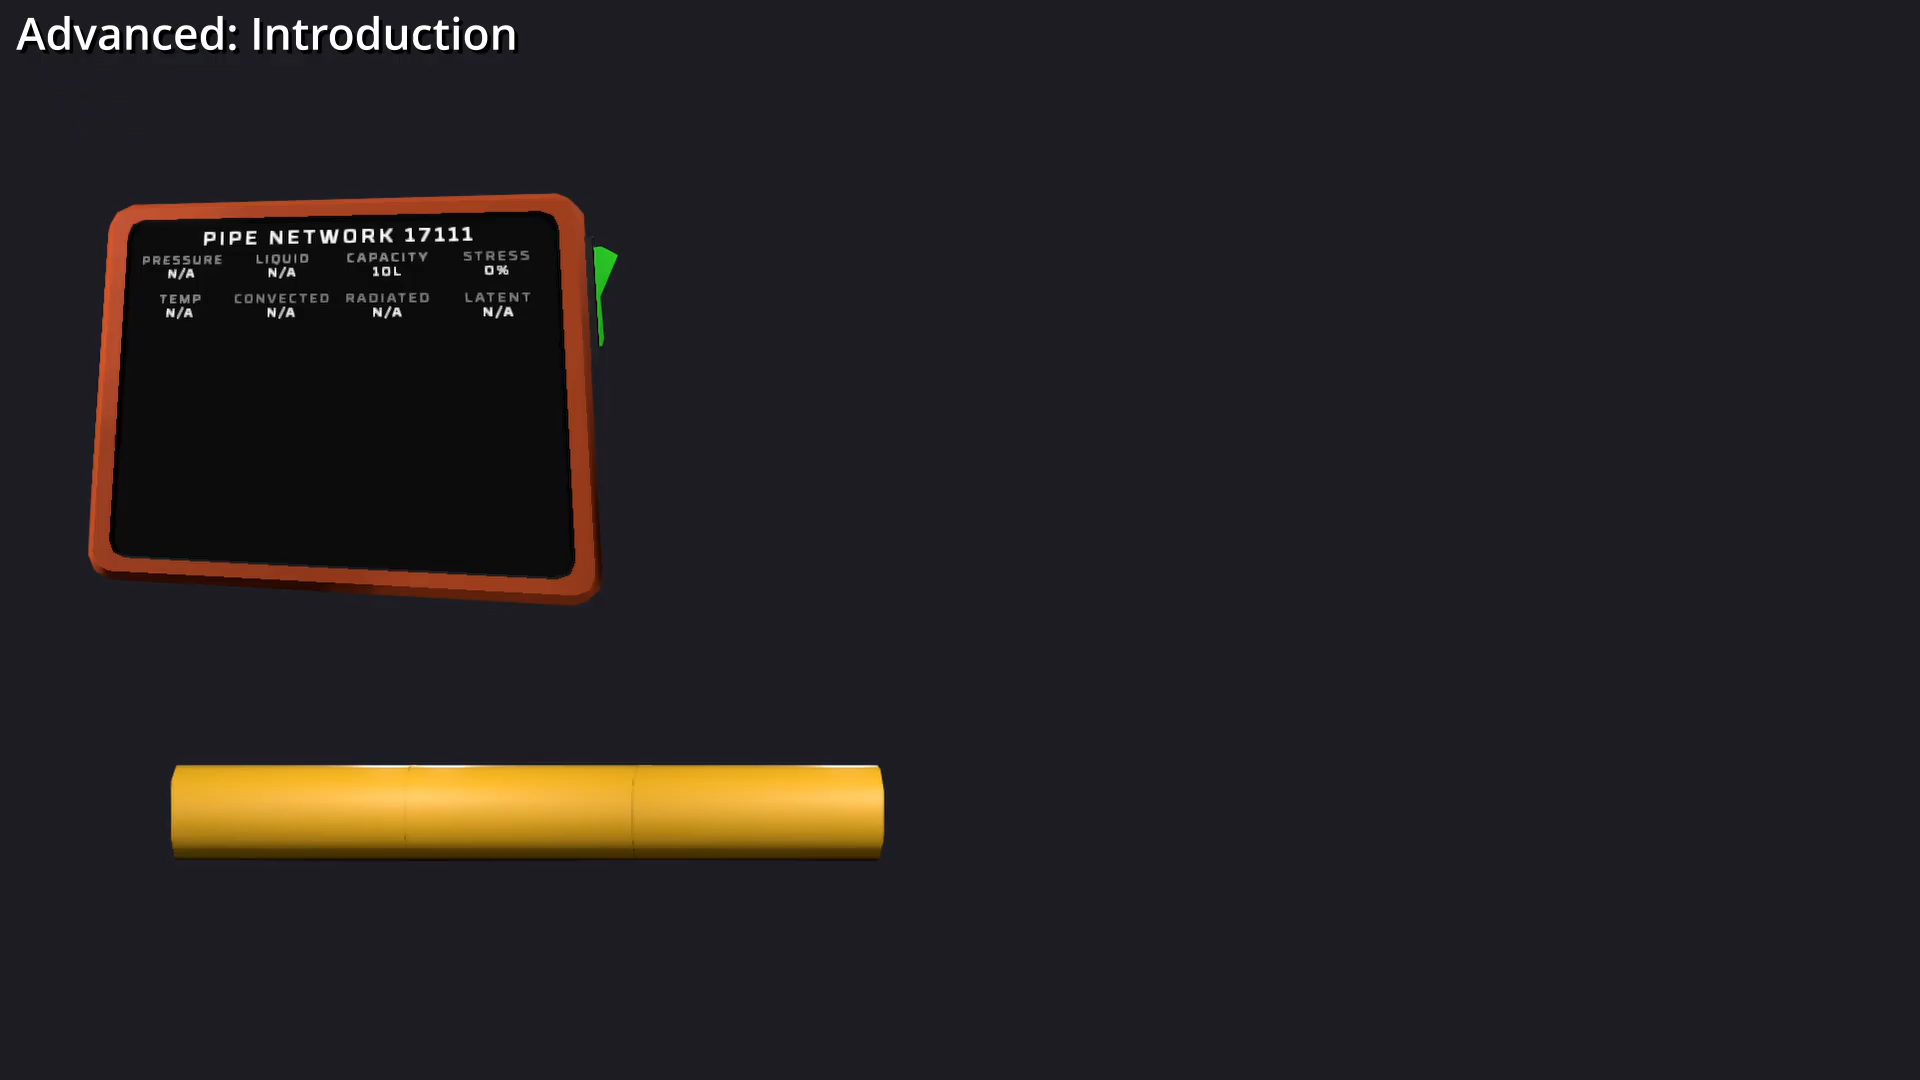 Advanced: Introduction
PIPE NETWORK 17111
PRESSURE LIQUID CAPACITY STRESS
N/A N/A 10L 0%
TEMP CONVECTED RADIATED LATENT
N/A N/A N/A N/A